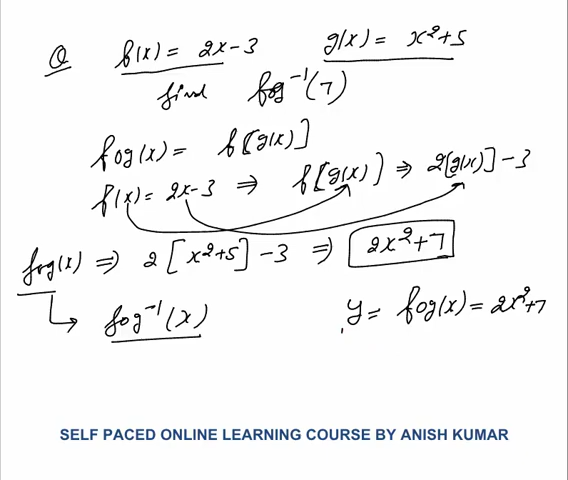 Q f(x) = 2x-3 g(x) = x²+5
find fog⁻¹(7)
fog(x) = f[g(x)]
f(x) = 2x-3 ⇒ f[g(x)] ⇒ 2[g(x)] -3
fog(x) ⇒ 2[x²+5] -3 ⇒ 2x²+7
fog⁻¹(x) y = fog(x) = 2x²+7
SELF PACED ONLINE LEARNING COURSE BY ANISH KUMAR